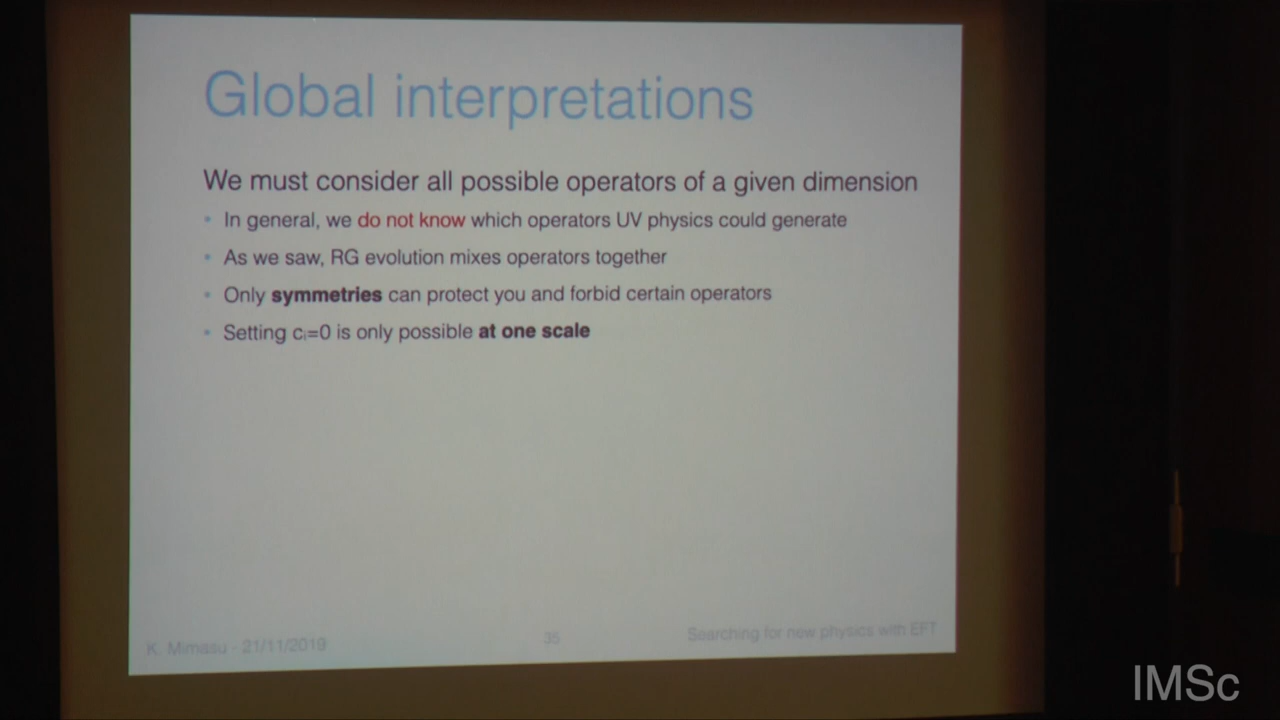 Global interpretations
We must consider all possible operators of a given dimension
• In general, we do not know which operators UV physics could generate
• As we saw, RG evolution mixes operators together
• Only symmetries can protect you and forbid certain operators
• Setting cᵢ=0 is only possible at one scale
K. Mimasu - 21/11/2019
35
Searching for new physics with EFT
IMSc